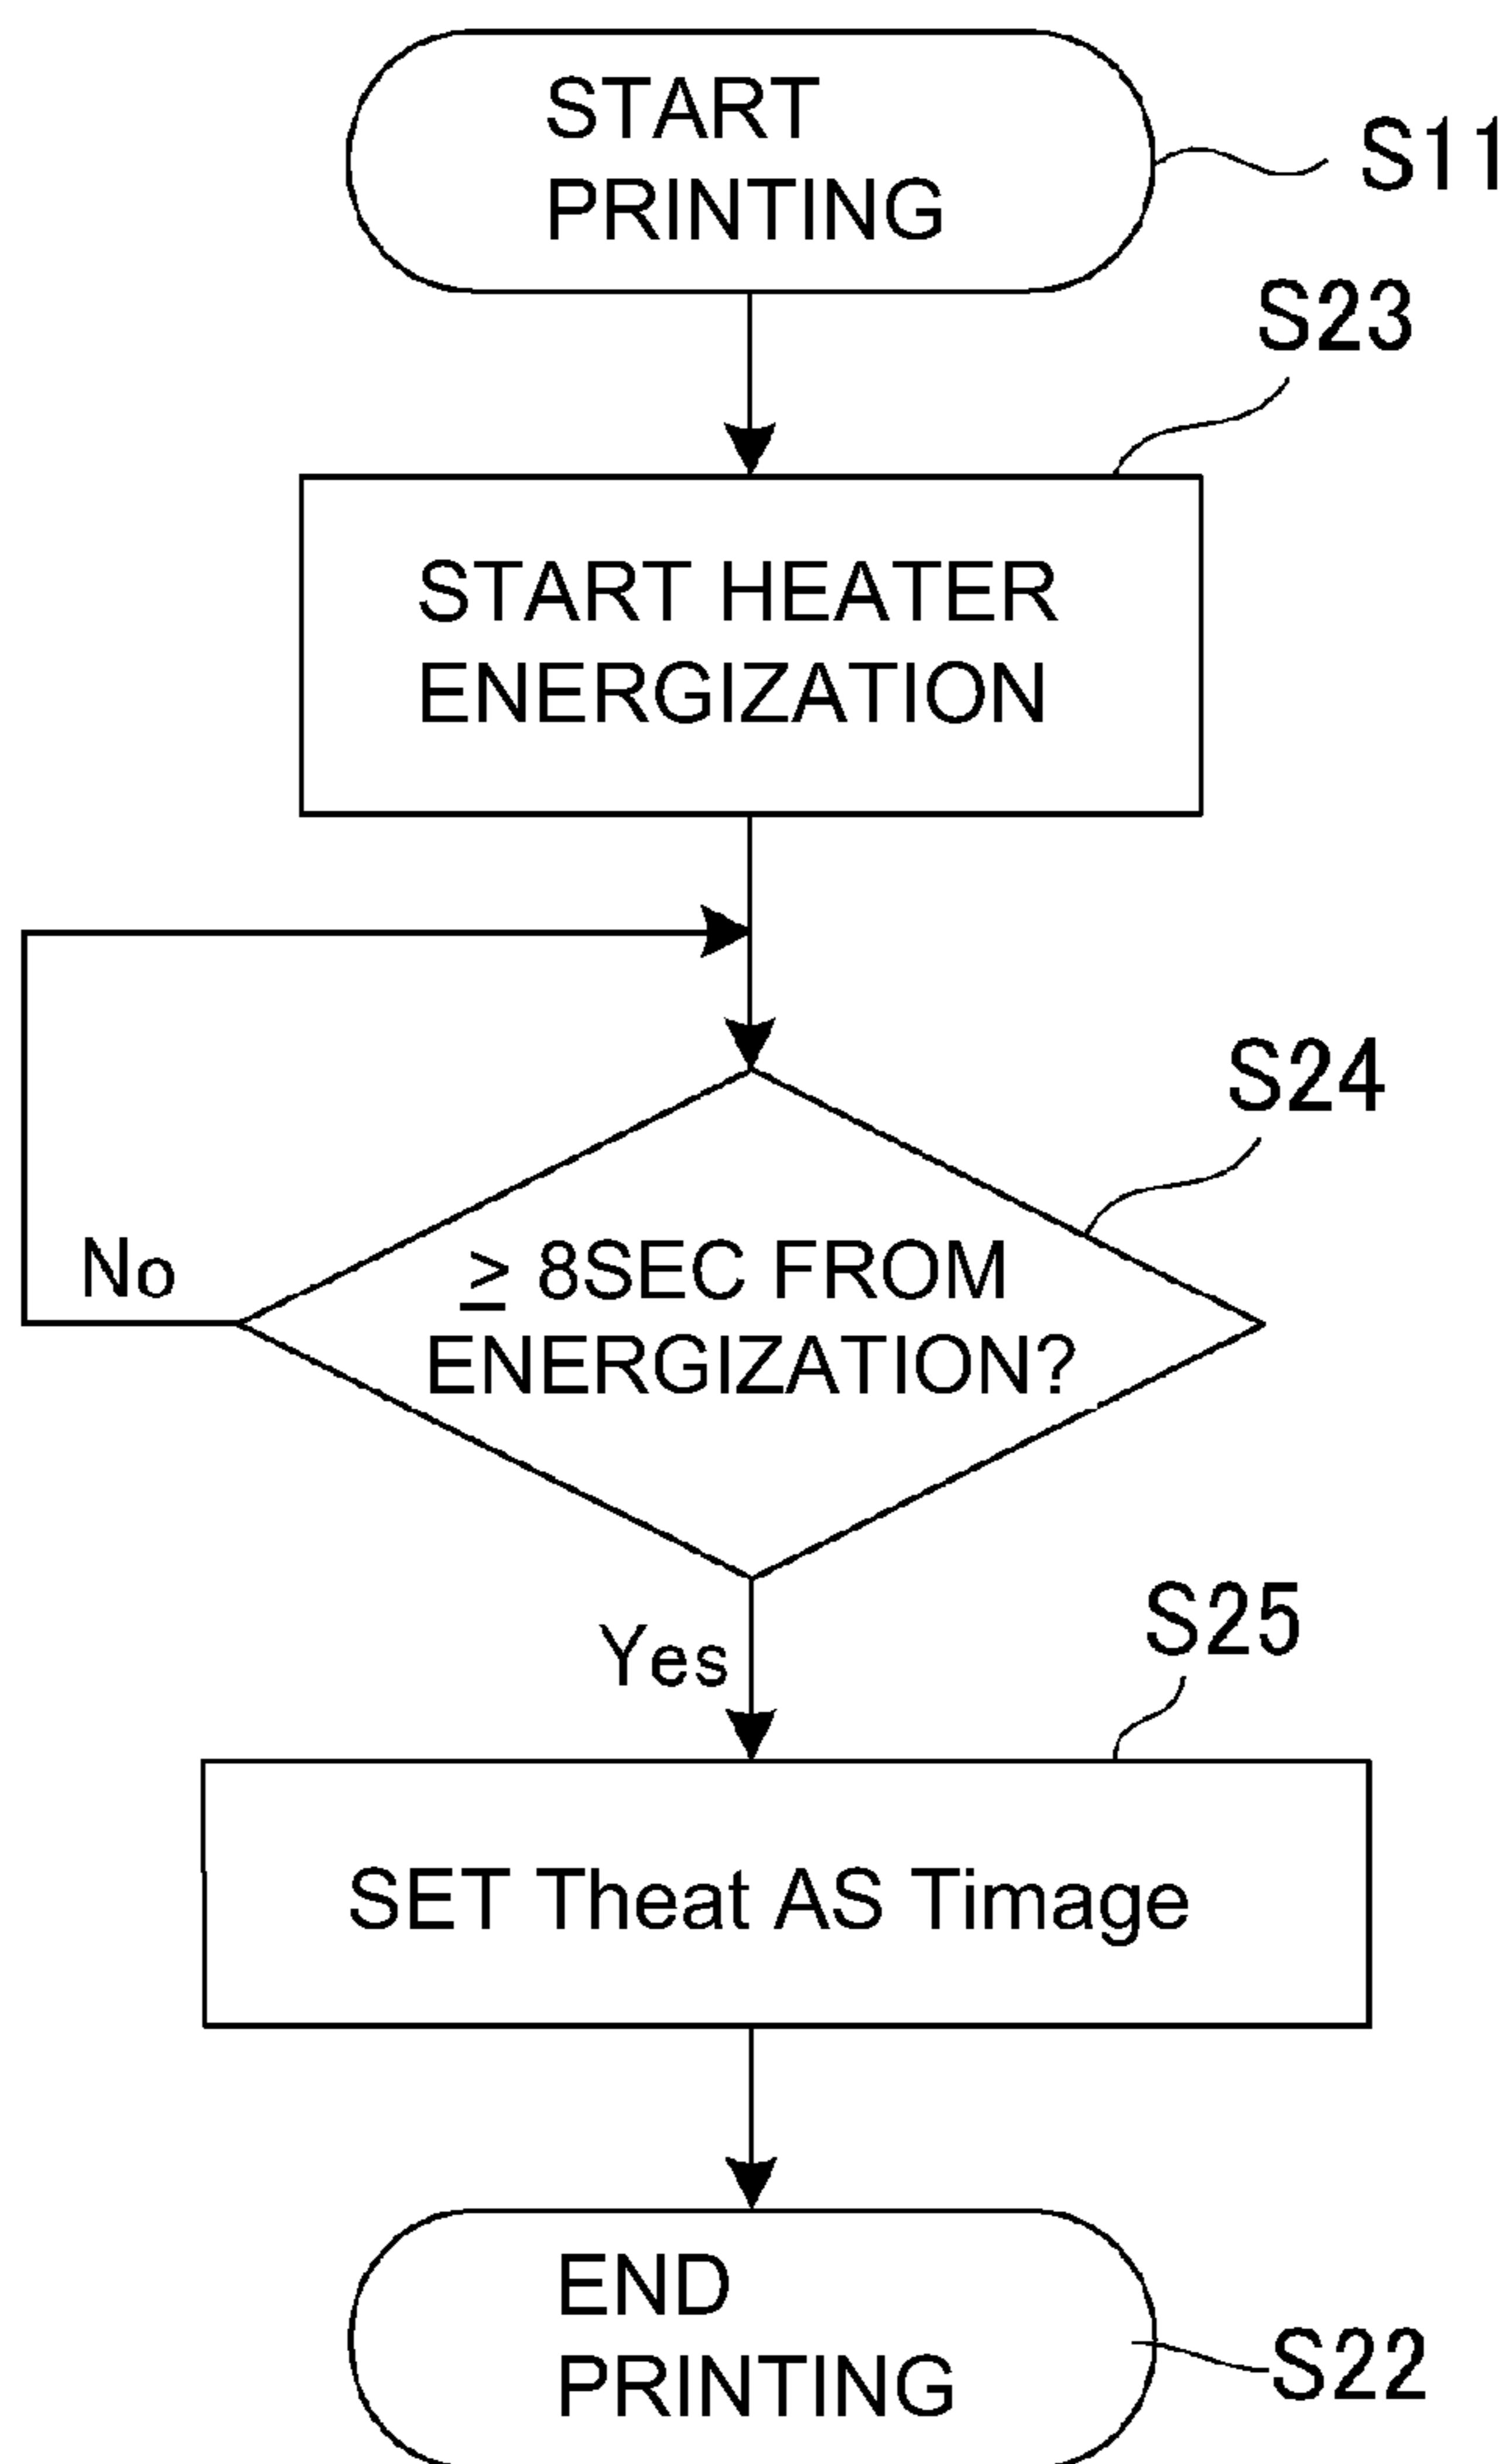 START
PRINTING
S11
S23
START HEATER
ENERGIZATION
S24
No
≥ 8SEC FROM
ENERGIZATION?
Yes
S25
SET Theat AS Timage
END
PRINTING
S22